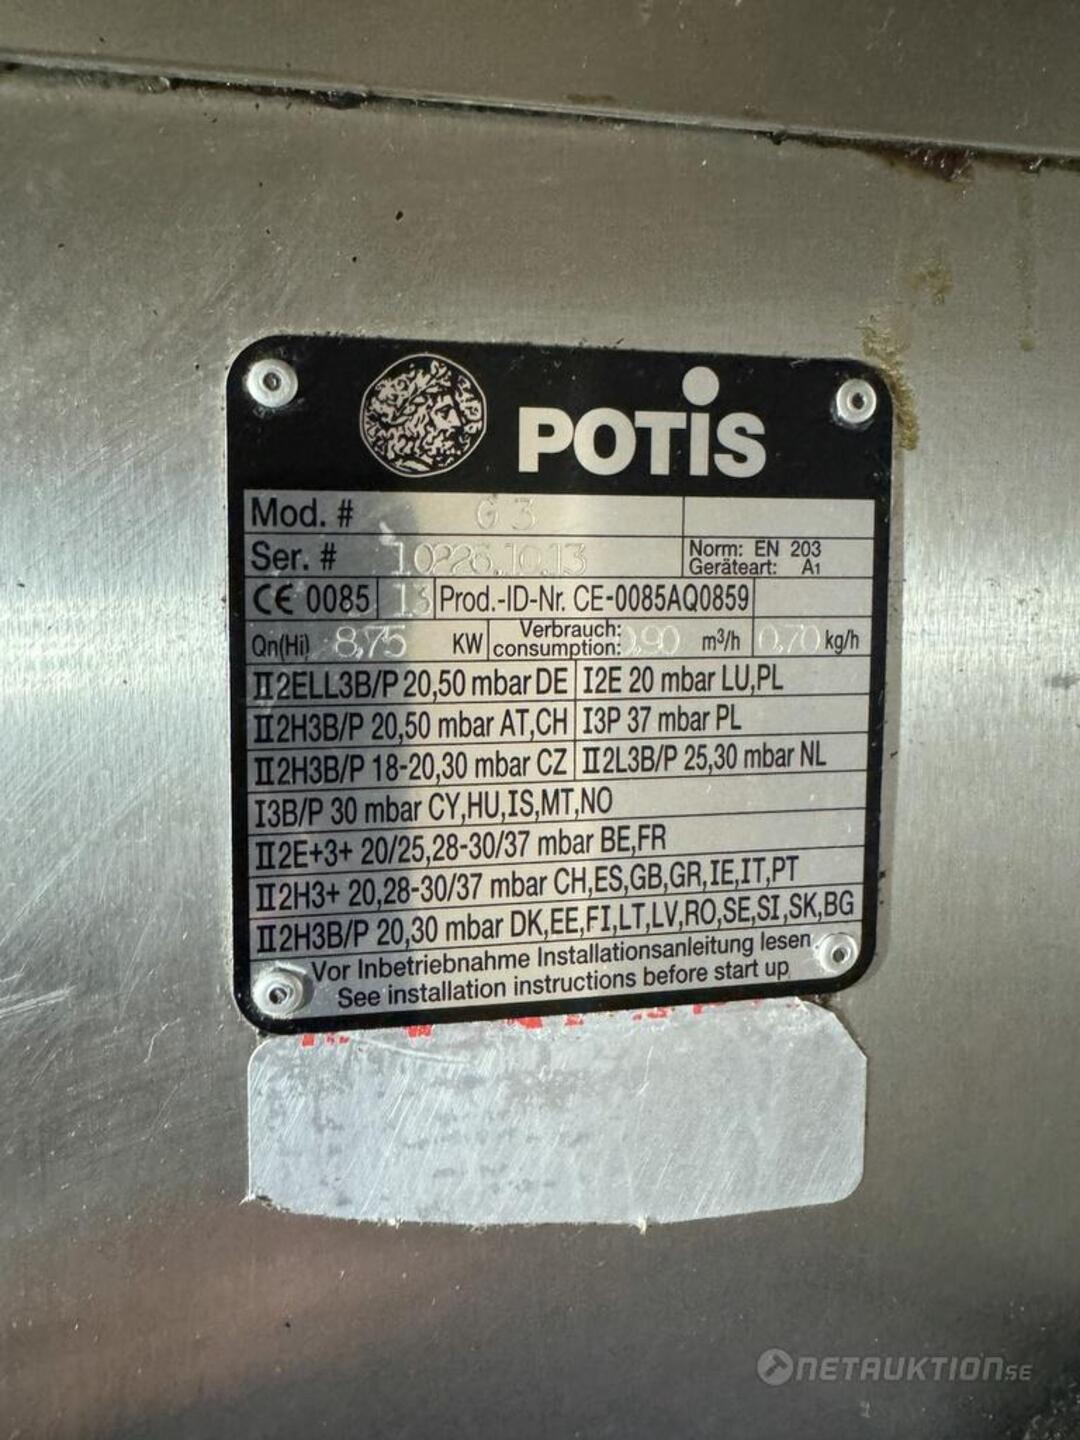 POTIS
Mod. # G 3
Ser. # 10226.10.13 Norm: EN 203
Geräteart: A1
CE 0085 13 Prod.-ID-Nr. CE-0085AQ0859
Qn(Hi) 8,75 KW Verbrauch: consumption: 0,90 m³/h 0,70 kg/h
II2ELL3B/P 20,50 mbar DE I2E 20 mbar LU,PL
II2H3B/P 20,50 mbar AT,CH I3P 37 mbar PL
II2H3B/P 18-20,30 mbar CZ II2L3B/P 25,30 mbar NL
I3B/P 30 mbar CY,HU,IS,MT,NO
II2E+3+ 20/25,28-30/37 mbar BE,FR
II2H3+ 20,28-30/37 mbar CH,ES,GB,GR,IE,IT,PT
II2H3B/P 20,30 mbar DK,EE,FI,LT,LV,RO,SE,SI,SK,BG
Vor Inbetriebnahme Installationsanleitung lesen
See installation instructions before start up
NETAUKTION.SE